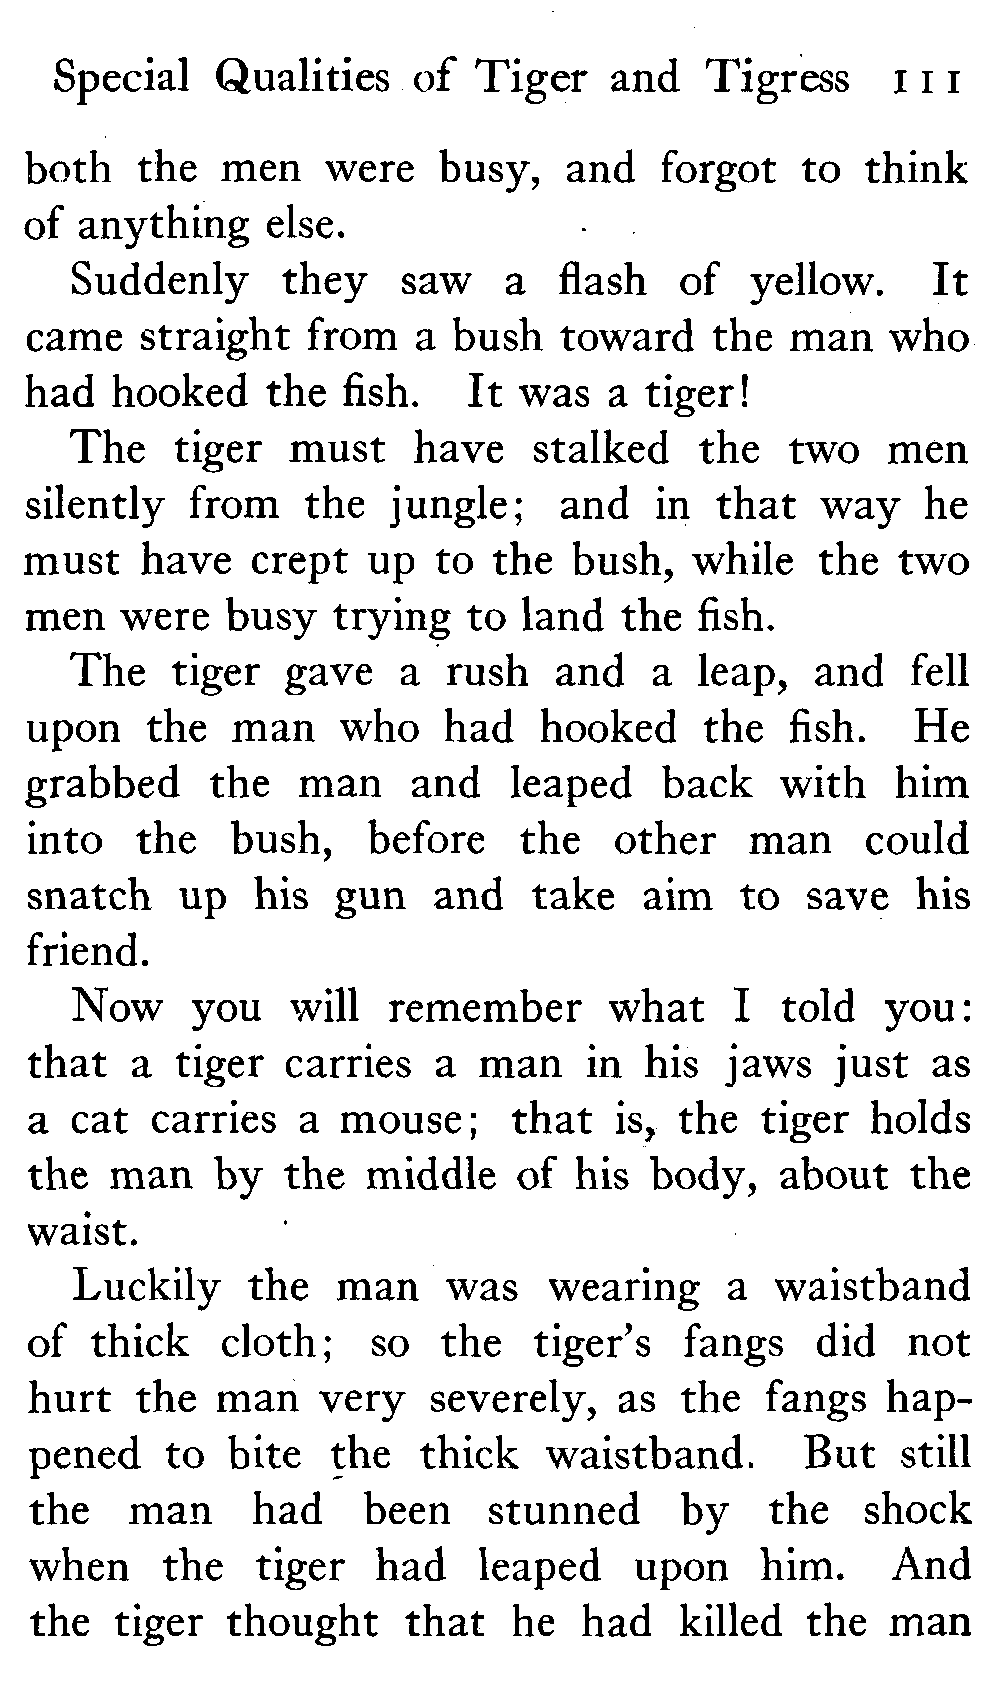 Special Qualities of Tiger and Tigress 111
both the men were busy, and forgot to think
of anything else.
Suddenly they saw a flash of yellow. It
came straight from a bush toward the man who
had hooked the fish. It was a tiger!
The tiger must have stalked the two men
silently from the jungle; and in that way he
must have crept up to the bush, while the two
men were busy trying to land the fish.
The tiger gave a rush and a leap, and fell
upon the man who had hooked the fish. He
grabbed the man and leaped back with him
into the bush, before the other man could
snatch up his gun and take aim to save his
friend.
Now you will remember what I told you:
that a tiger carries a man in his jaws just as
a cat carries a mouse; that is, the tiger holds
the man by the middle of his body, about the
waist.
Luckily the man was wearing a waistband
of thick cloth; so the tiger's fangs did not
hurt the man very severely, as the fangs hap-
pened to bite the thick waistband. But still
the man had been stunned by the shock
when the tiger had leaped upon him. And
the tiger thought that he had killed the man